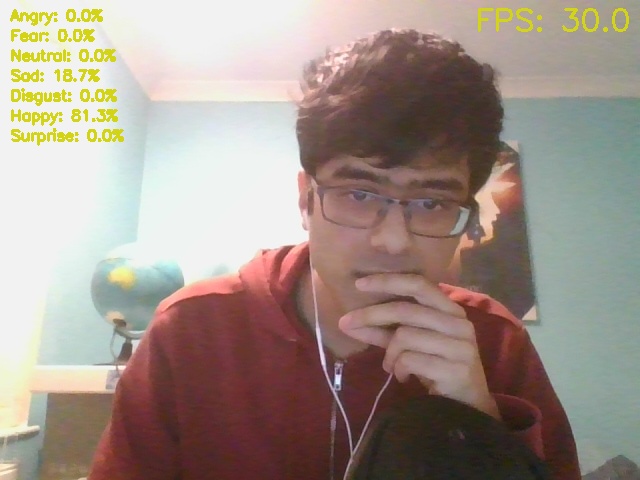 Angry: 0.0%
FPS: 30.0
Fear: 0.0%
Neutral: 0.0%
Sad: 18.7%
Disgust: 0.0%
Happy: 81.3%
Surprise: 0.0%